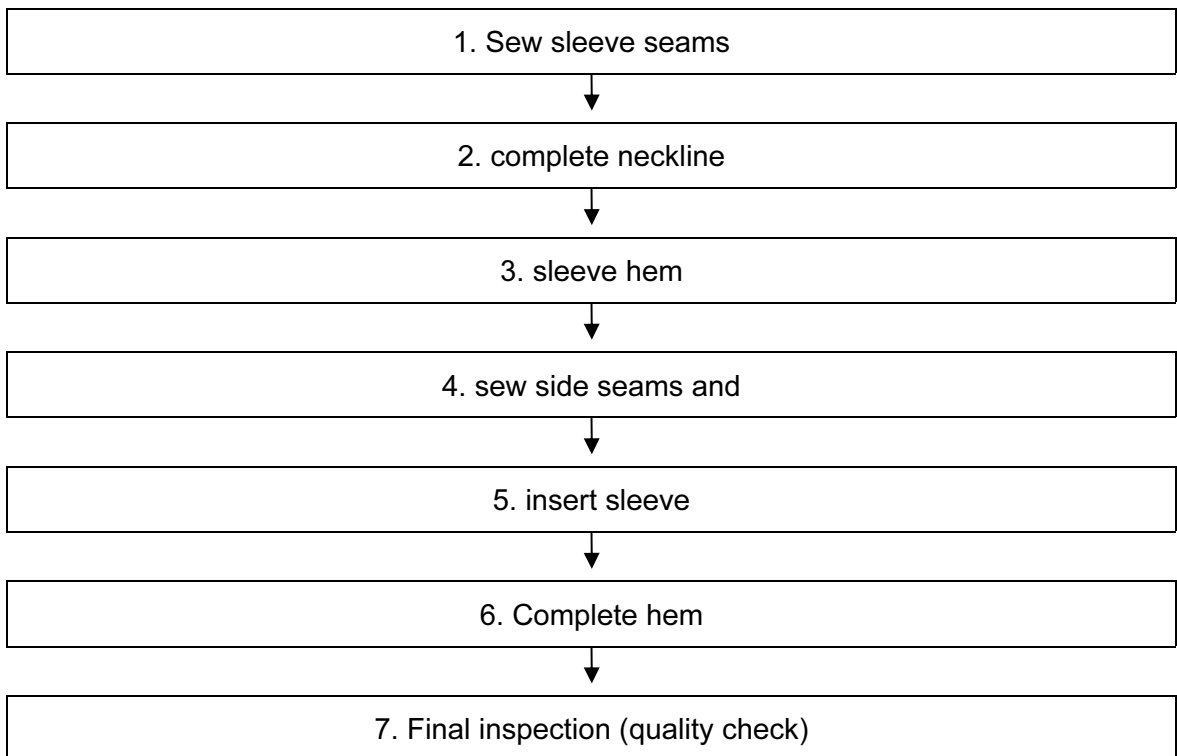 1. Sew sleeve seams
2. complete neckline
3. sleeve hem
4. sew side seams and
5. insert sleeve
6. Complete hem
7. Final inspection (quality check)